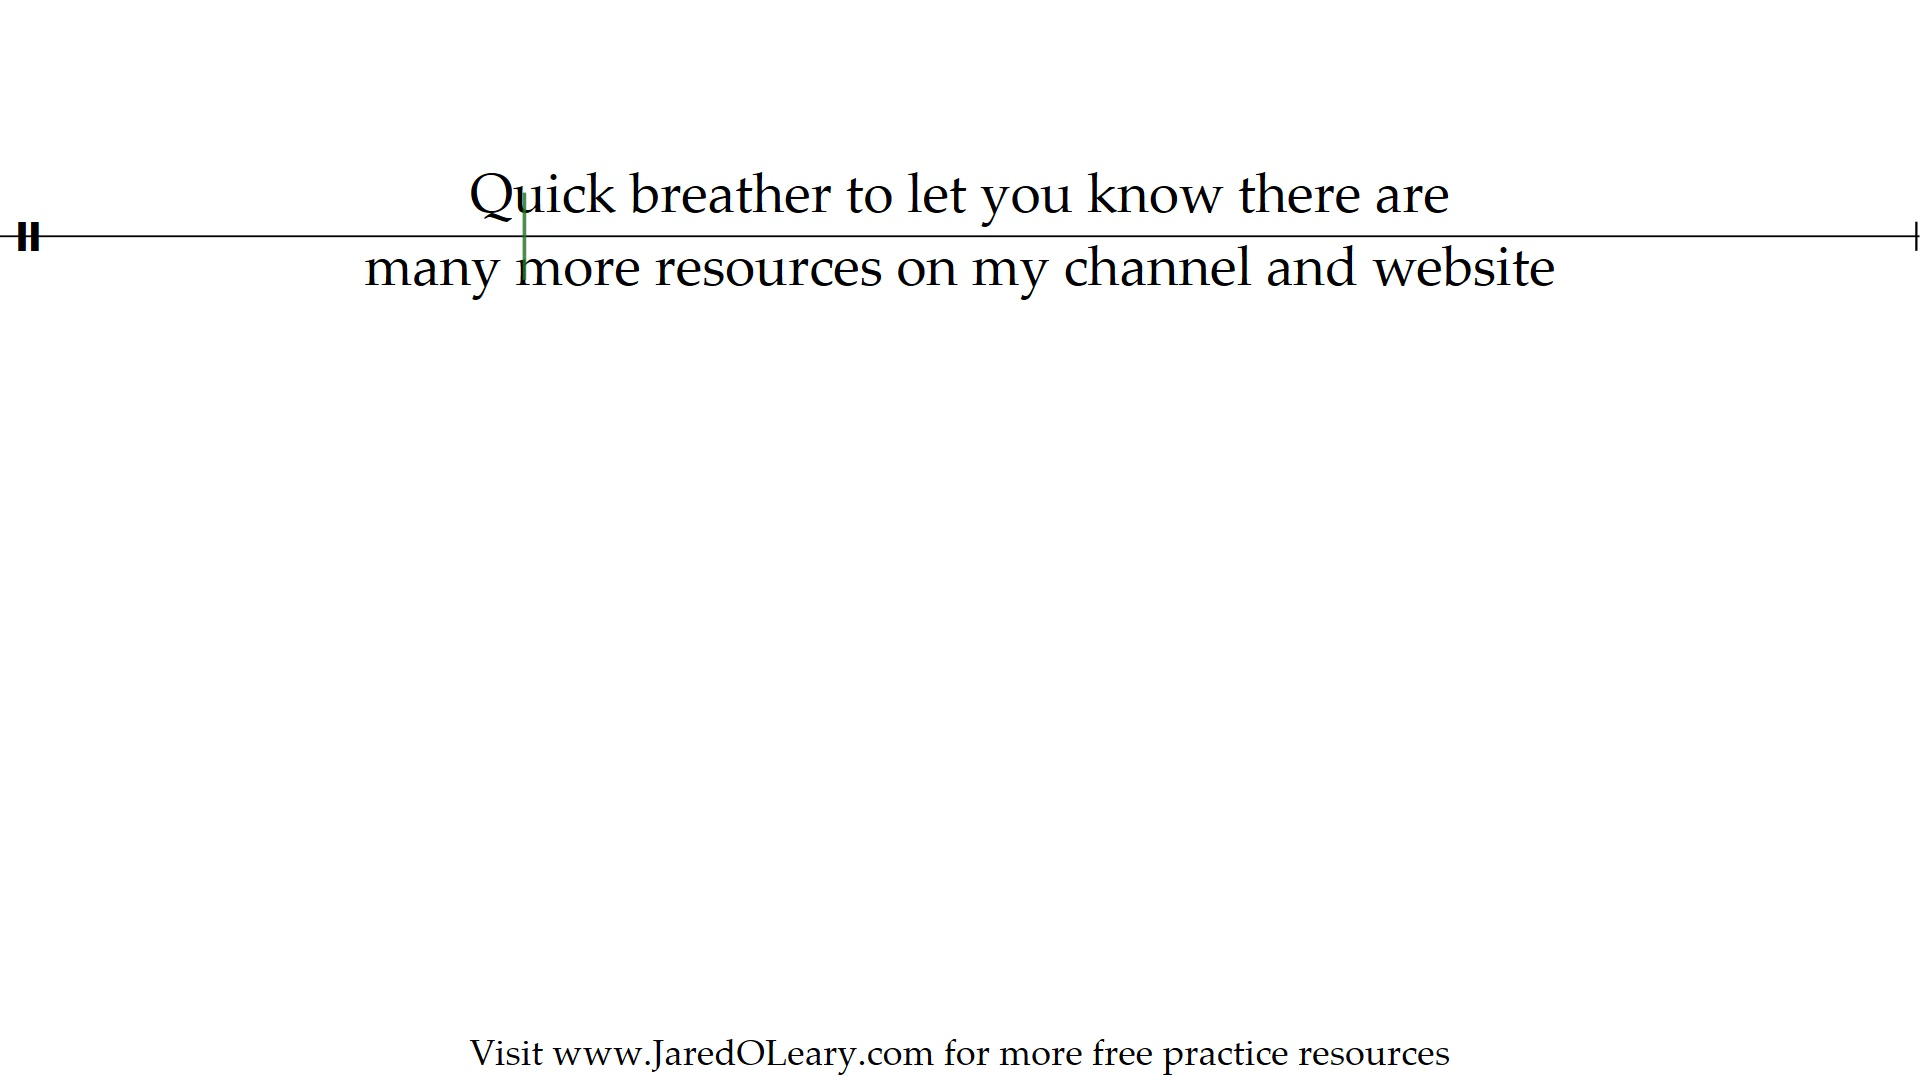 Quick breather to let you know there are
many more resources on my channel and website
Visit www.JaredOLeary.com for more free practice resources